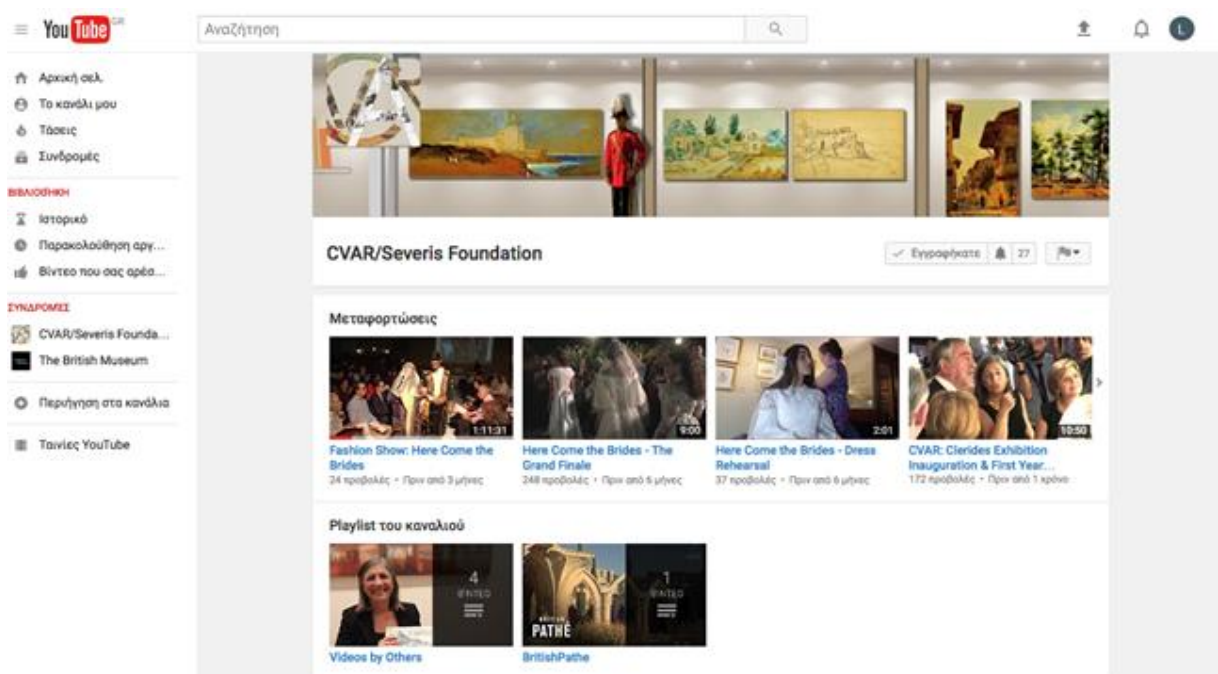 YouTube GR
Αναζήτηση
L
Αρχική σελ.
Το κανάλι μου
Τάσεις
Συνδρομές
ΒΙΒΛΙΟΘΗΚΗ
Ιστορικό
Παρακολούθηση αργ...
Βίντεο που σας αρέσ...
ΣΥΝΔΡΟΜΕΣ
CVAR/Severis Founda...
The British Museum
Περιήγηση στα κανάλια
Ταινίες YouTube
CVAR/Severis Foundation
Εγγραφήκατε 27
Μεταφορτώσεις
1:11:31
Fashion Show: Here Come the
Brides
24 προβολές • Πριν από 3 μήνες
9:00
Here Come the Brides - The
Grand Finale
248 προβολές • Πριν από 6 μήνες
2:01
Here Come the Brides - Dress
Rehearsal
37 προβολές • Πριν από 6 μήνες
10:50
CVAR: Clerides Exhibition
Inauguration & First Year...
172 προβολές • Πριν από 1 χρόνο
Playlist του καναλιού
4
ΒΙΝΤΕΟ
Videos by Others
1
ΒΙΝΤΕΟ
BRITISH
PATHÉ
BritishPathe